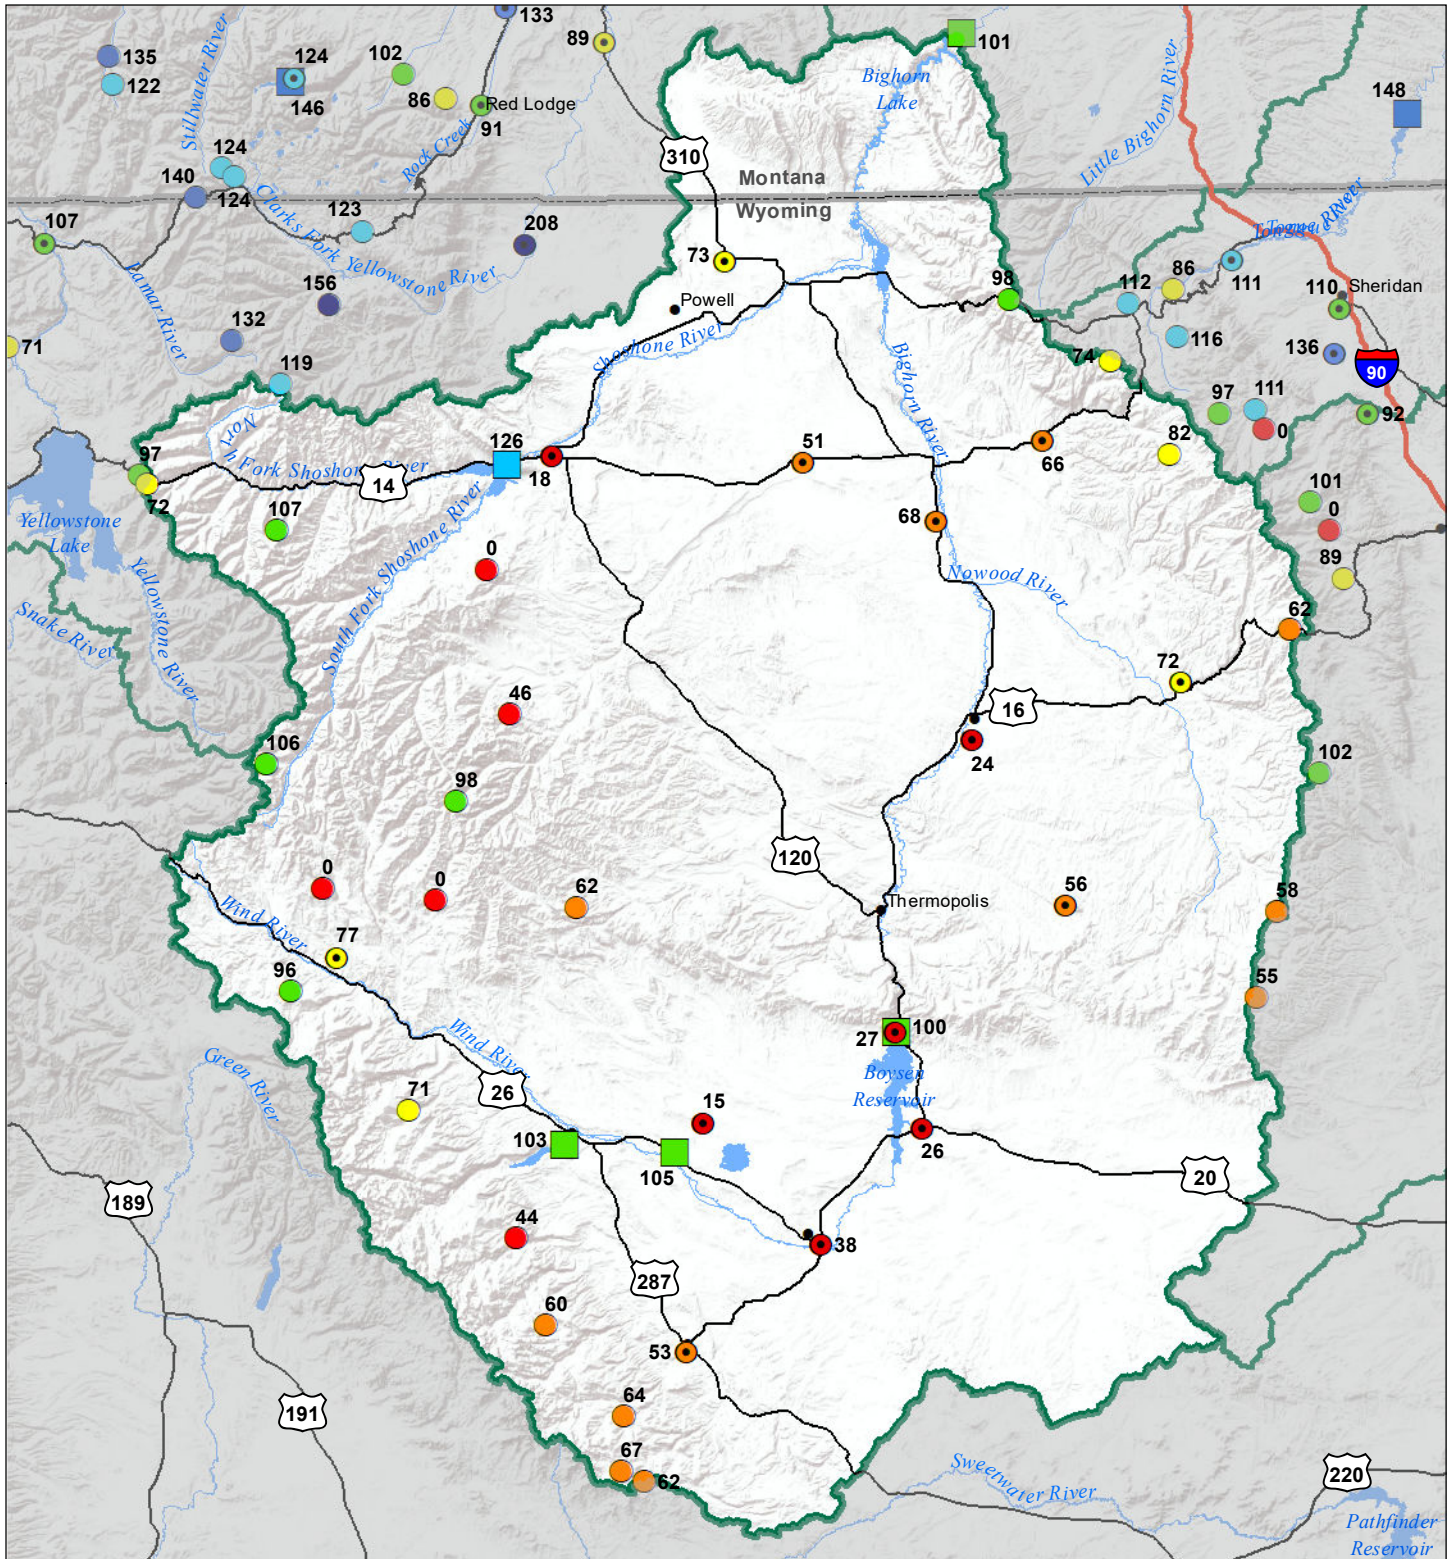 133
135
89
101
124
102
Bighorn
Lake
Stillwater River
122
146
86
Red Lodge
91
148
Little Bighorn River
Rock Creek
310
124
Montana
140
124
Wyoming
Clarks Fork Yellowstone River
107
123
208
Tongue River
73
98
112
86
111
Lamar River
156
110
Sheridan
Powell
132
Shoshone River
116
71
136
90
Bighorn River
74
119
97
111
92
0
North Fork Shoshone River
126
51
82
97
18
66
14
72
107
101
68
0
Yellowstone
Lake
South Fork Shoshone River
0
89
Yellowstone River
Nowood River
Snake River
62
72
46
16
106
24
102
98
120
0
0
62
56
Thermopolis
58
Wind River
77
96
55
27
100
Wind River
Green River
Boysen
Reservoir
71
26
15
103
26
105
20
189
44
38
287
60
53
64
191
67
62
Sweetwater River
220
Pathfinder
Reservoir